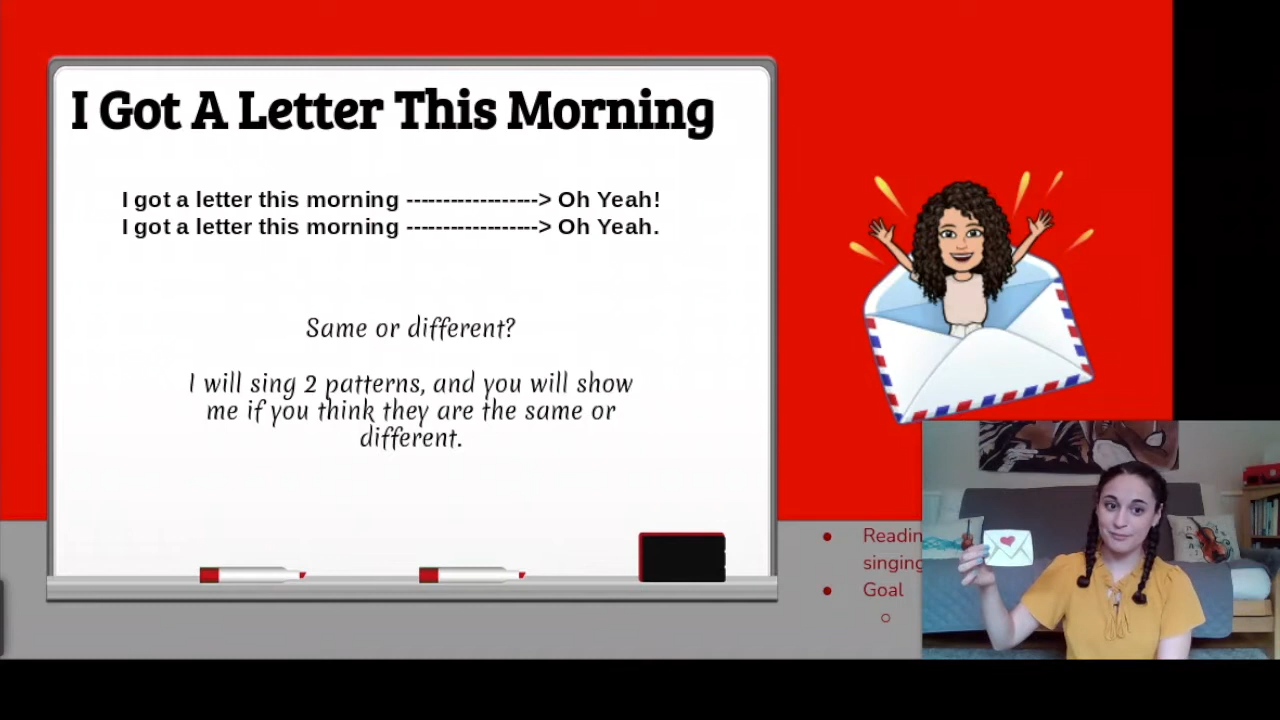 I Got A Letter This Morning
I got a letter this morning ------------------> Oh Yeah!
I got a letter this morning ------------------> Oh Yeah.
Same or different?
I will sing 2 patterns, and you will show
me if you think they are the same or
different.
singing
Goal